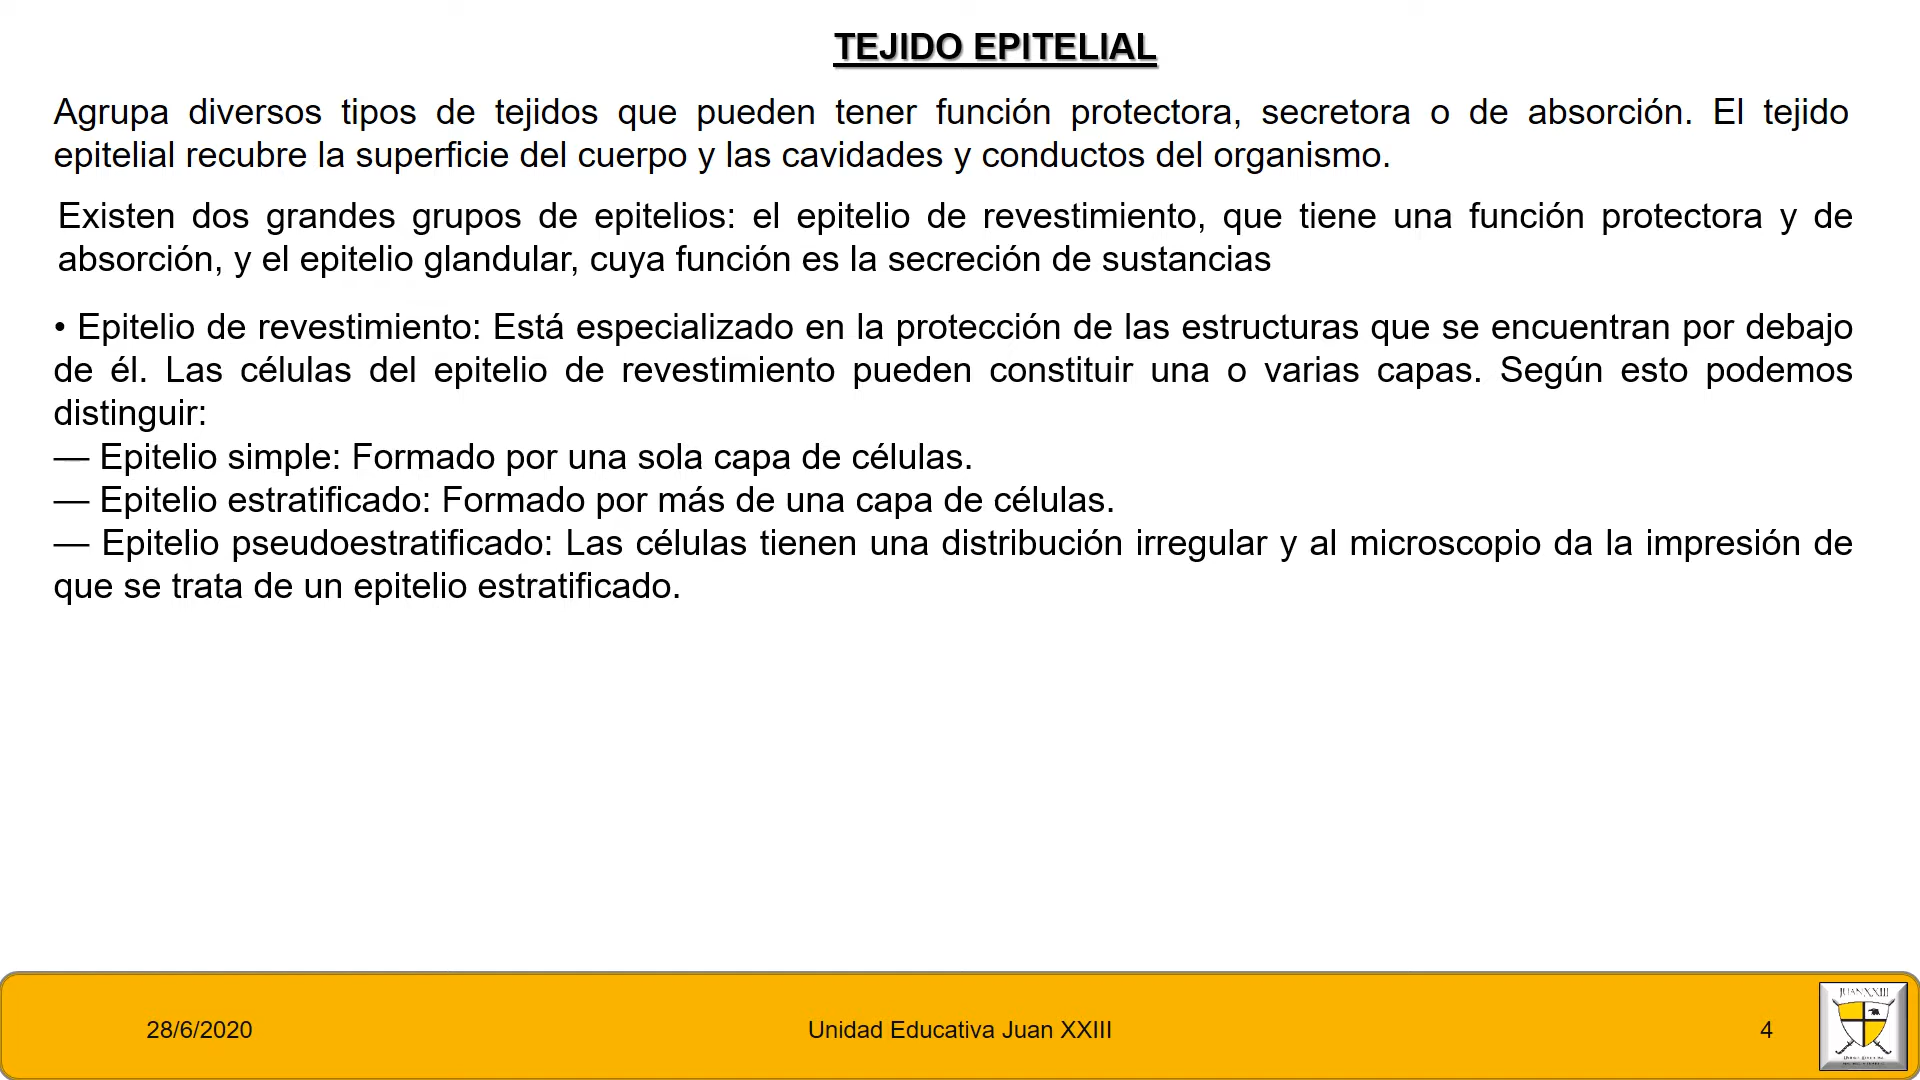 TEJIDO EPITELIAL
Agrupa diversos tipos de tejidos que pueden tener función protectora, secretora o de absorción. El tejido
epitelial recubre la superficie del cuerpo y las cavidades y conductos del organismo.
Existen dos grandes grupos de epitelios: el epitelio de revestimiento, que tiene una función protectora y de
absorción, y el epitelio glandular, cuya función es la secreción de sustancias
• Epitelio de revestimiento: Está especializado en la protección de las estructuras que se encuentran por debajo
de él. Las células del epitelio de revestimiento pueden constituir una o varias capas. Según esto podemos
distinguir:
— Epitelio simple: Formado por una sola capa de células.
— Epitelio estratificado: Formado por más de una capa de células.
— Epitelio pseudoestratificado: Las células tienen una distribución irregular y al microscopio da la impresión de
que se trata de un epitelio estratificado.
28/6/2020
Unidad Educativa Juan XXIII
4
JUAN XXIII